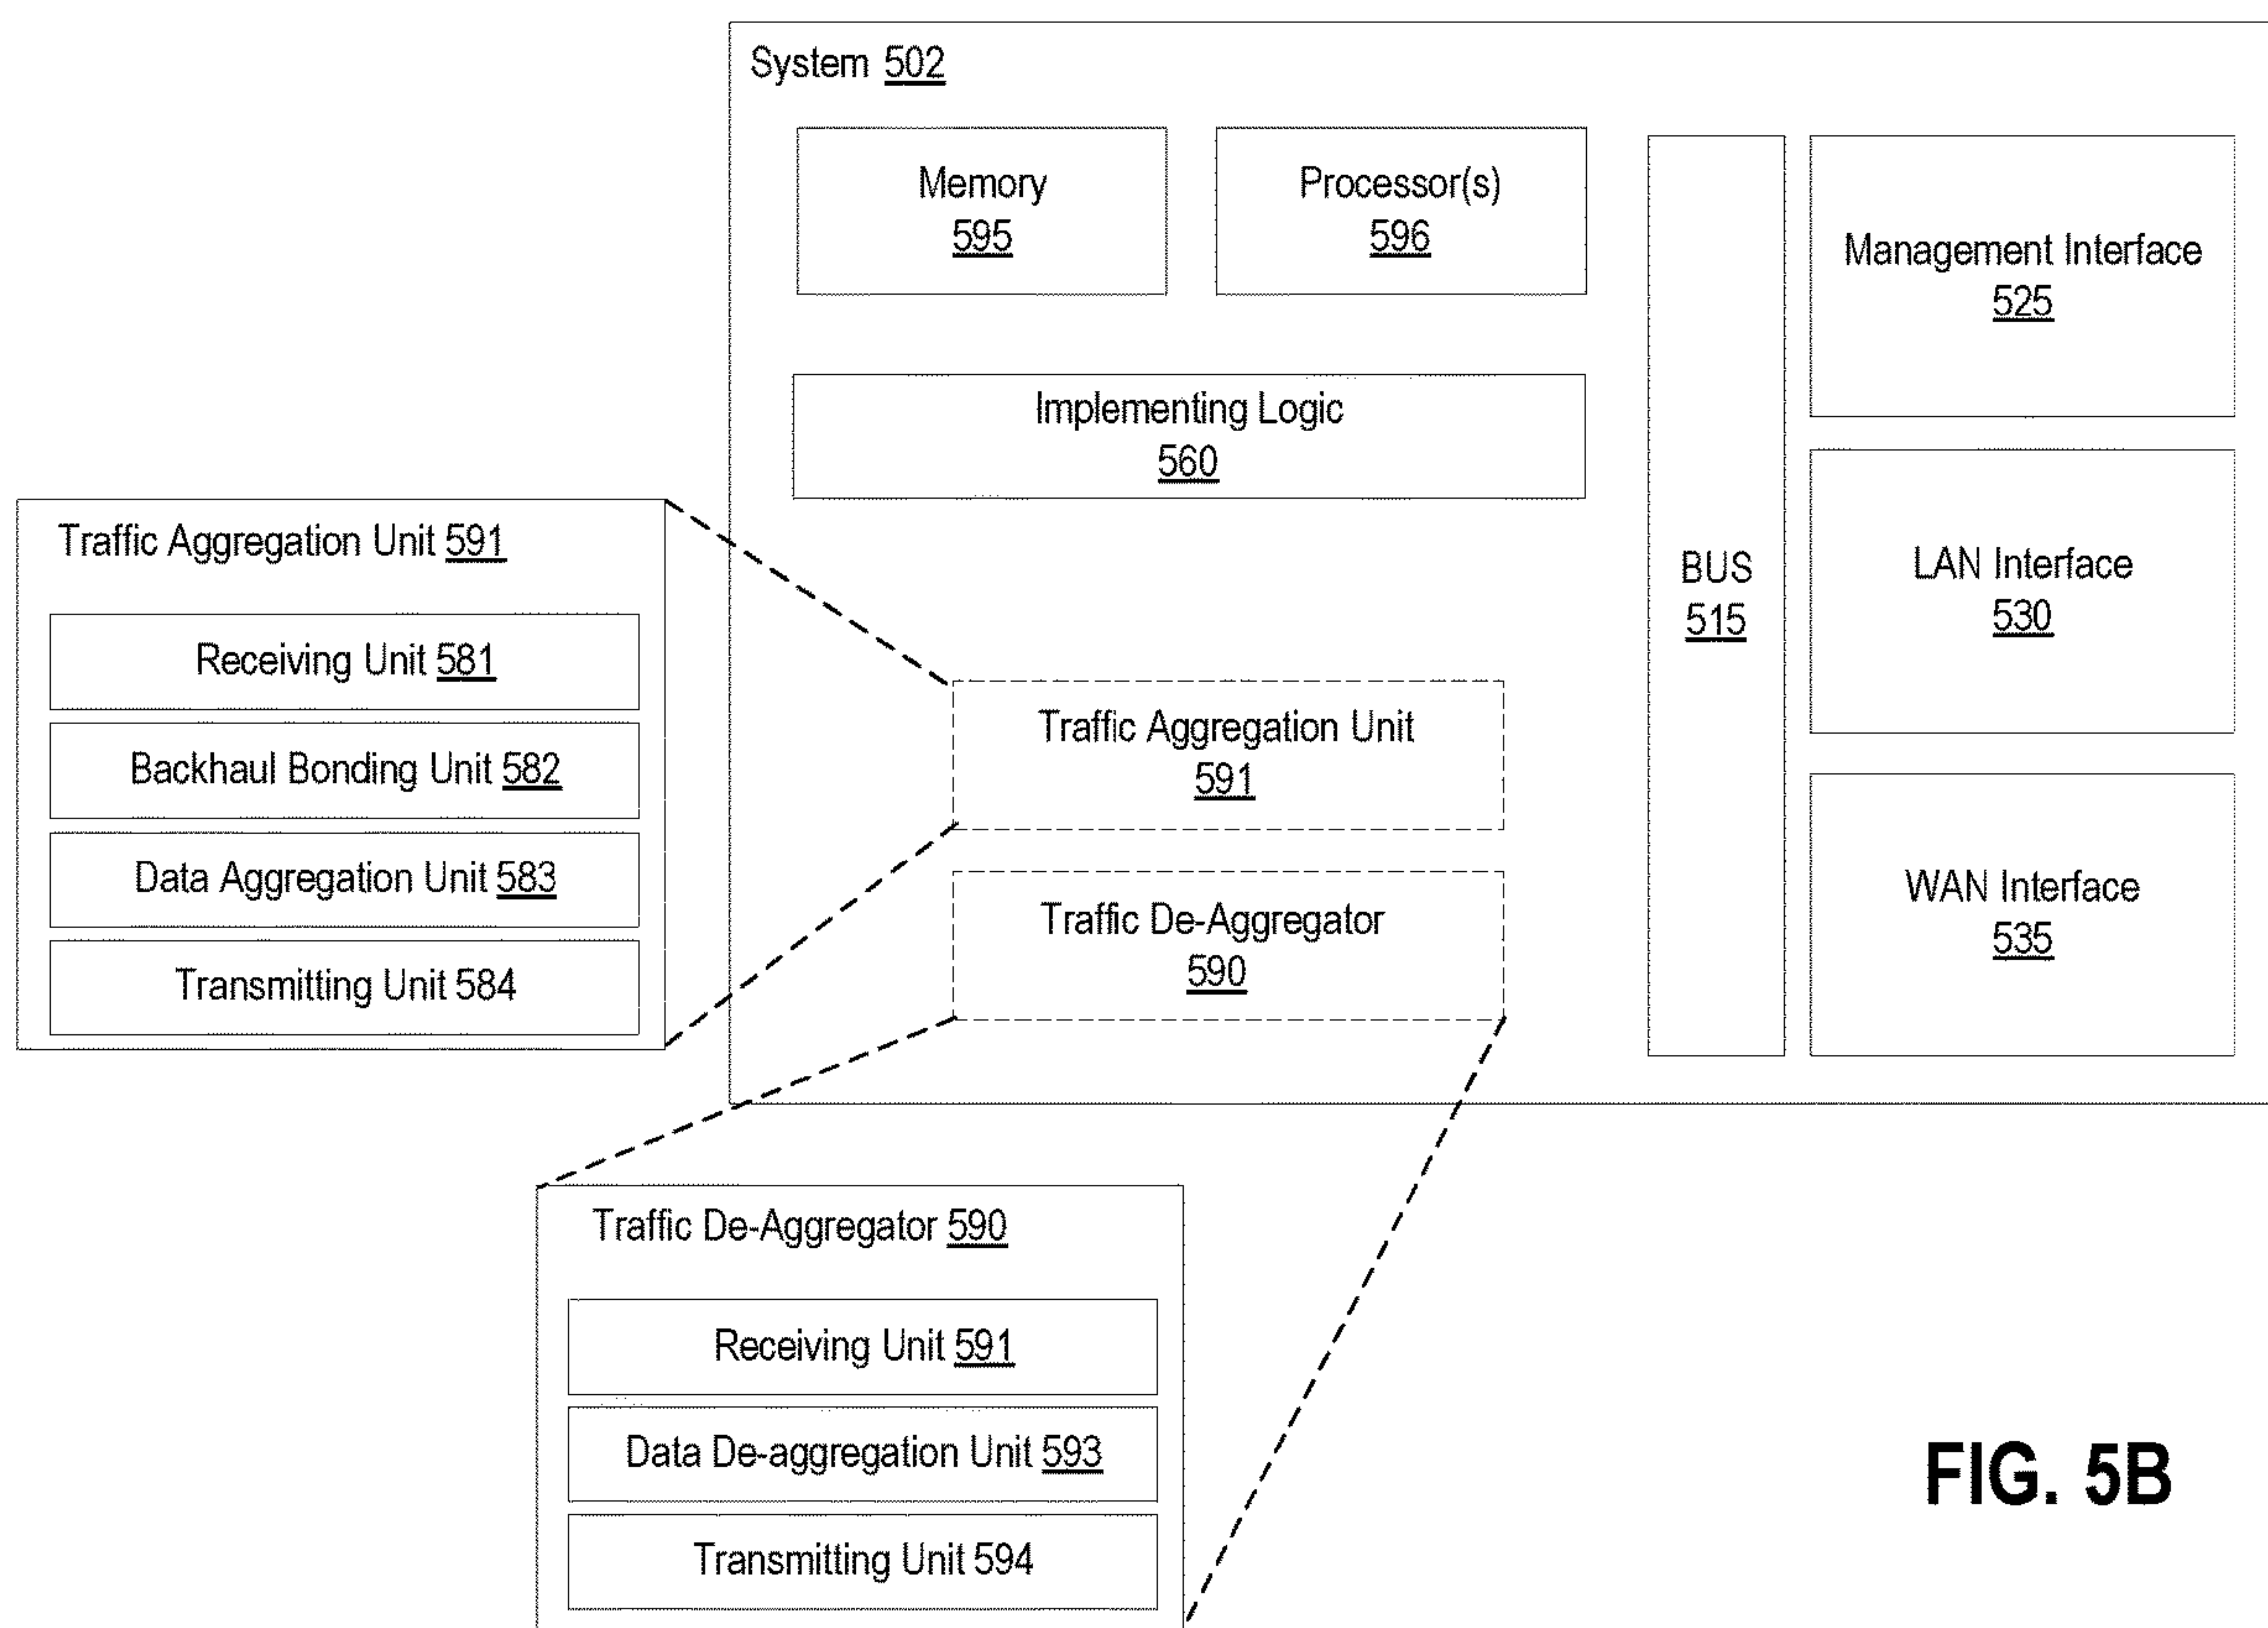 System 502
Memory
595
Processor(s)
596
Implementing Logic
560
BUS
515
Management Interface
525
LAN Interface
530
WAN Interface
535
Traffic Aggregation Unit
591
Traffic De-Aggregator
590
Traffic Aggregation Unit 591
Receiving Unit 581
Backhaul Bonding Unit 582
Data Aggregation Unit 583
Transmitting Unit 584
Traffic De-Aggregator 590
Receiving Unit 591
Data De-aggregation Unit 593
Transmitting Unit 594
FIG. 5B